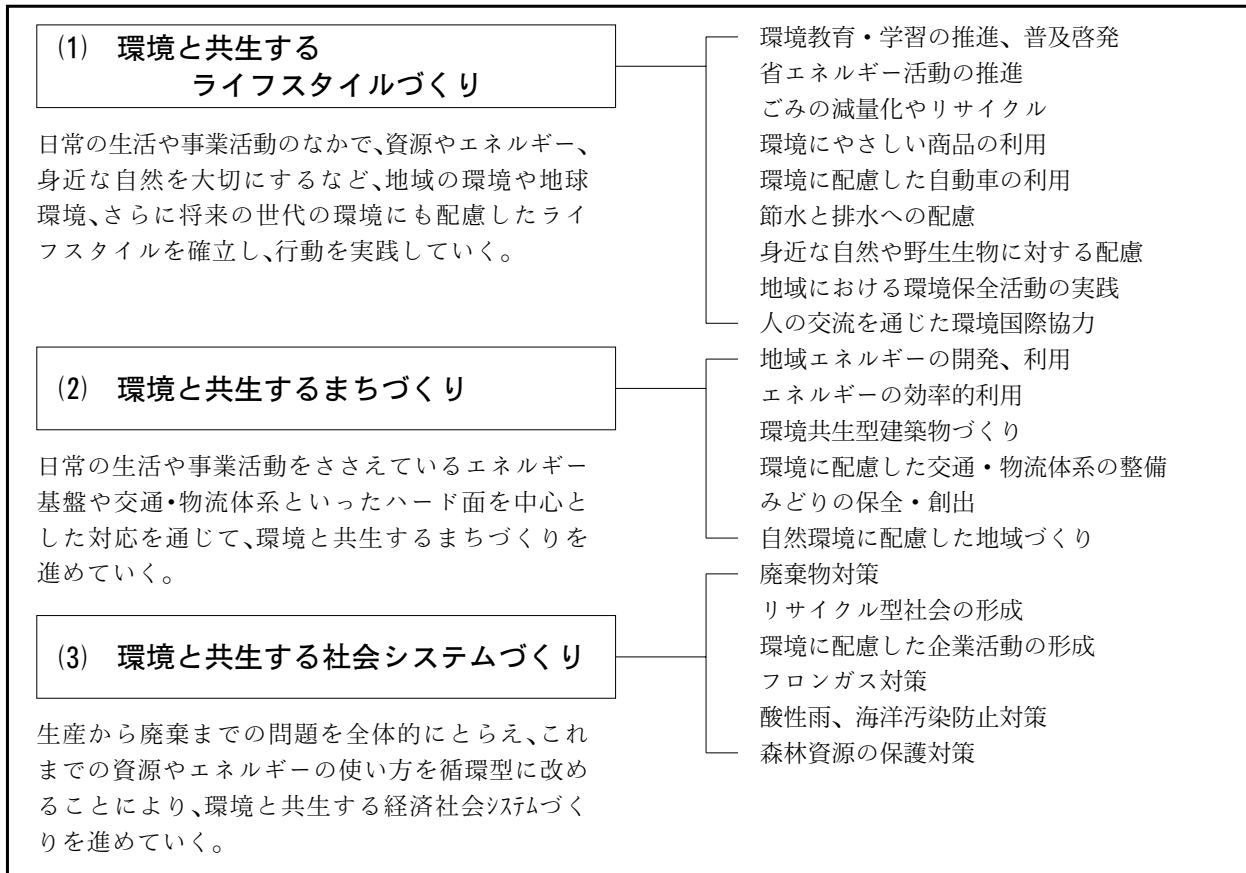 (1) 環境と共生する
ライフスタイルづくり
日常の生活や事業活動のなかで、資源やエネルギー、
身近な自然を大切にするなど、地域の環境や地球
環境、さらに将来の世代の環境にも配慮したライ
フスタイルを確立し、行動を実践していく。
環境教育・学習の推進、普及啓発
省エネルギー活動の推進
ごみの減量化やリサイクル
環境にやさしい商品の利用
環境に配慮した自動車の利用
節水と排水への配慮
身近な自然や野生生物に対する配慮
地域における環境保全活動の実践
人の交流を通じた環境国際協力
(2) 環境と共生するまちづくり
日常の生活や事業活動をささえているエネルギー
基盤や交通・物流体系といったハード面を中心と
した対応を通じて、環境と共生するまちづくりを
進めていく。
地域エネルギーの開発、利用
エネルギーの効率的利用
環境共生型建築物づくり
環境に配慮した交通・物流体系の整備
みどりの保全・創出
自然環境に配慮した地域づくり
(3) 環境と共生する社会システムづくり
生産から廃棄までの問題を全体的にとらえ、これ
までの資源やエネルギーの使い方を循環型に改め
ることにより、環境と共生する経済社会ｼｽﾃﾑづく
りを進めていく。
廃棄物対策
リサイクル型社会の形成
環境に配慮した企業活動の形成
フロンガス対策
酸性雨、海洋汚染防止対策
森林資源の保護対策